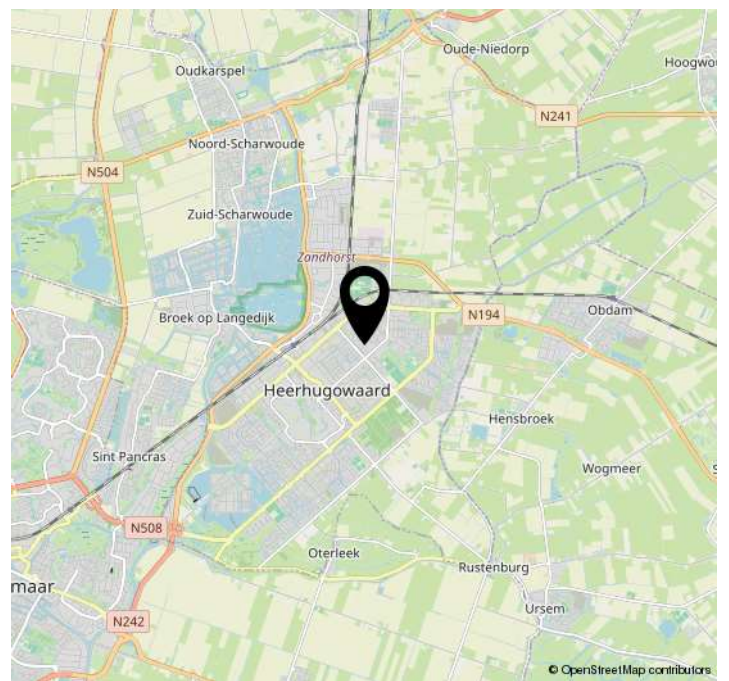 Oude-Niedorp
Hoogwou
Oudkarspel
N241
Noord-Scharwoude
N504
Zuid-Scharwoude
Zandhorst
Obdam
N194
Broek op Langedijk
Heerhugowaard
Hensbroek
Sint Pancras
Wogmeer
S
N508
Oterleek
Rustenburg
maar
Ursem
N242
© OpenStreetMap contributors